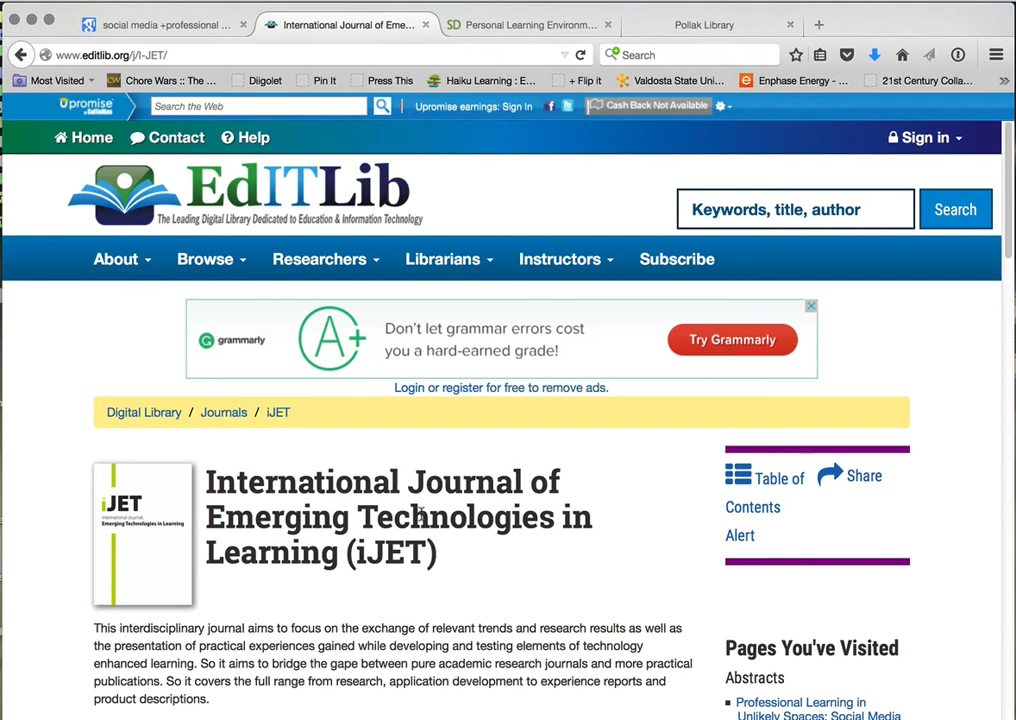 social media +professional ...
International Journal of Eme...
SD Personal Learning Environm...
Pollak Library
www.editlib.org/j/I-JET/
Search
Most Visited
Chore Wars :: The ...
Diigolet
Pin It
Press This
Haiku Learning : E...
+ Flip it
Valdosta State Uni...
Enphase Energy - ...
21st Century Colla...
Upromise
Search the Web
Upromise earnings: Sign In
Cash Back Not Available
Home
Contact
Help
Sign in
EdITLib
The Leading Digital Library Dedicated to Education & Information Technology
Keywords, title, author
Search
About
Browse
Researchers
Librarians
Instructors
Subscribe
grammarly
A+
Don't let grammar errors cost
you a hard-earned grade!
Try Grammarly
Login or register for free to remove ads.
Digital Library / Journals / iJET
iJET
International Journal:
Emerging Technologies in Learning
International Journal of
Emerging Technologies in
Learning (iJET)
Table of
Contents
Share
Alert
This interdisciplinary journal aims to focus on the exchange of relevant trends and research results as well as
the presentation of practical experiences gained while developing and testing elements of technology
enhanced learning. So it aims to bridge the gap between pure academic research journals and more practical
publications. So it covers the full range from research, application development to experience reports and
product descriptions.
Pages You've Visited
Abstracts
Professional Learning in
Unlikely Spaces: Social Media